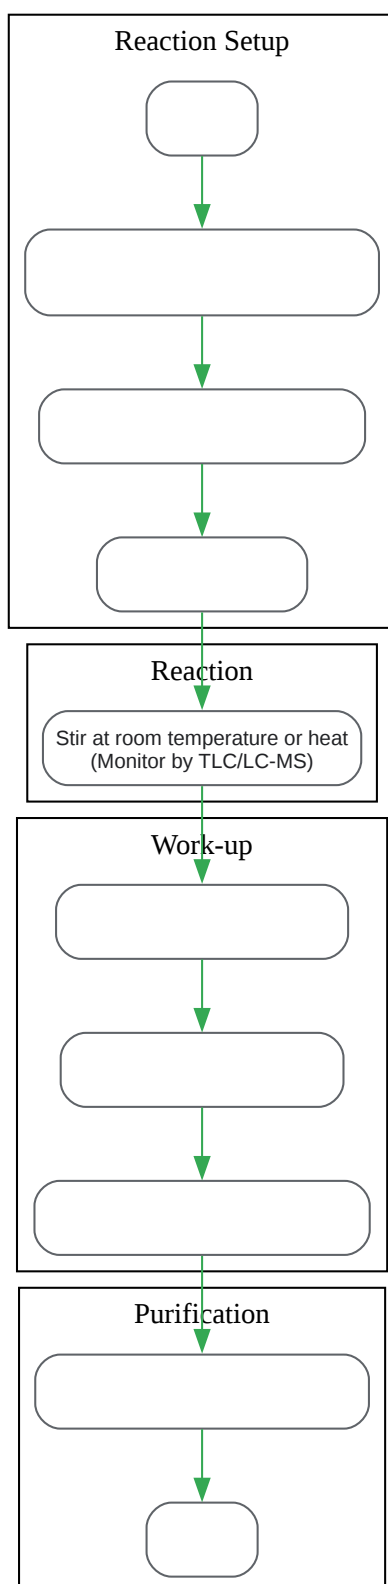 Reaction Setup
Reaction
Stir at room temperature or heat
(Monitor by TLC/LC-MS)
Work-up
Purification